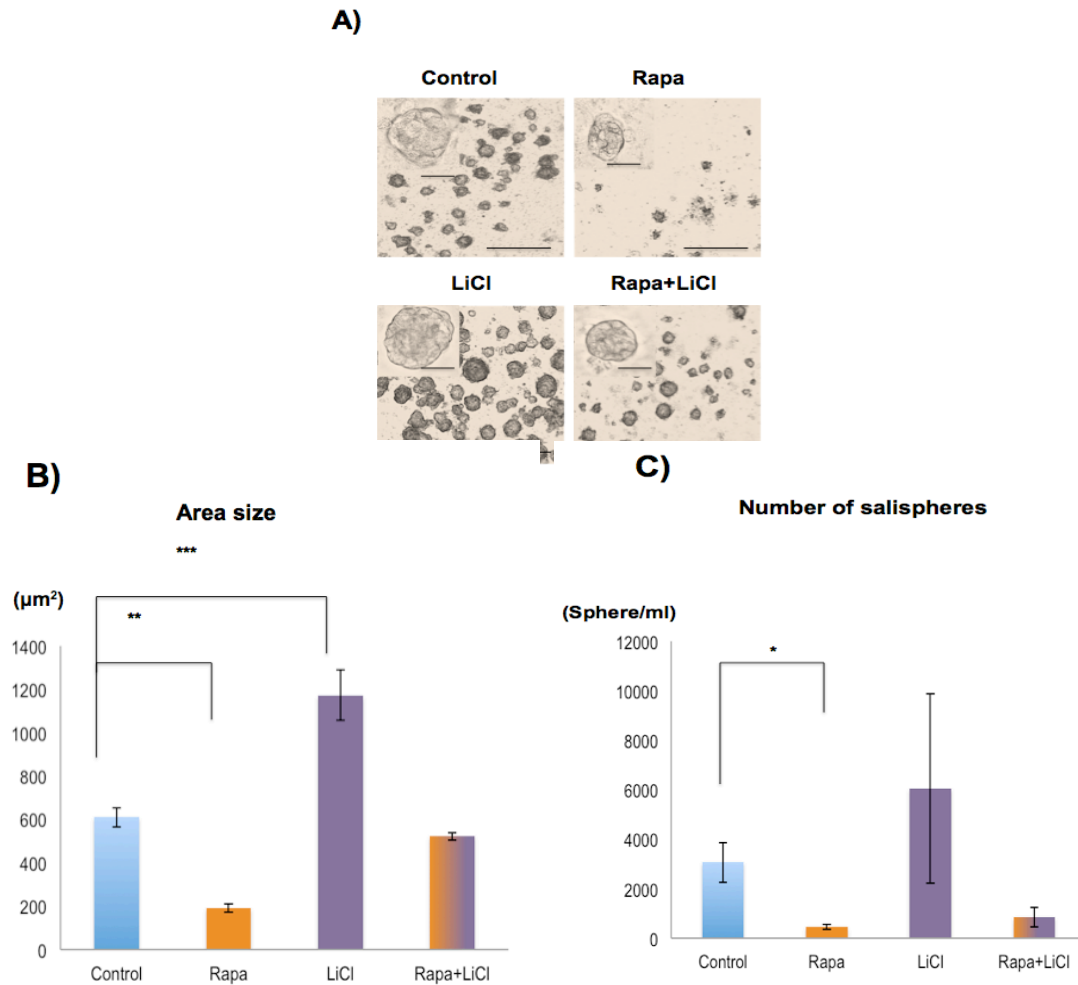 A)
Control Rapa
LiCl Rapa+LiCl
B)
Area size
***
(µm²)
**
1400
1200
1000
800
600
400
200
0
Control Rapa LiCl Rapa+LiCl
C)
Number of salispheres
(Sphere/ml)
*
12000
10000
8000
6000
4000
2000
0
Control Rapa LiCl Rapa+LiCl